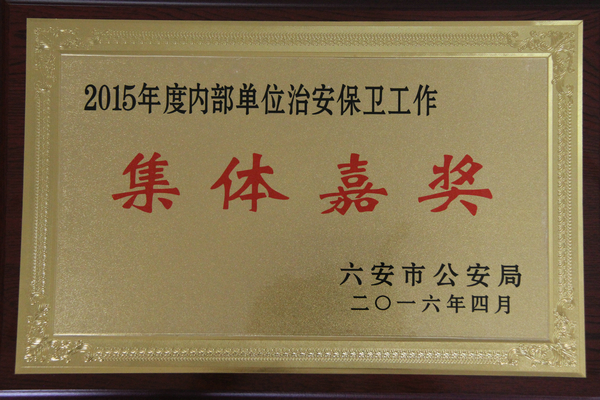 2015年度内部单位治安保卫工作
集体嘉奖
六安市公安局
二〇一六年四月